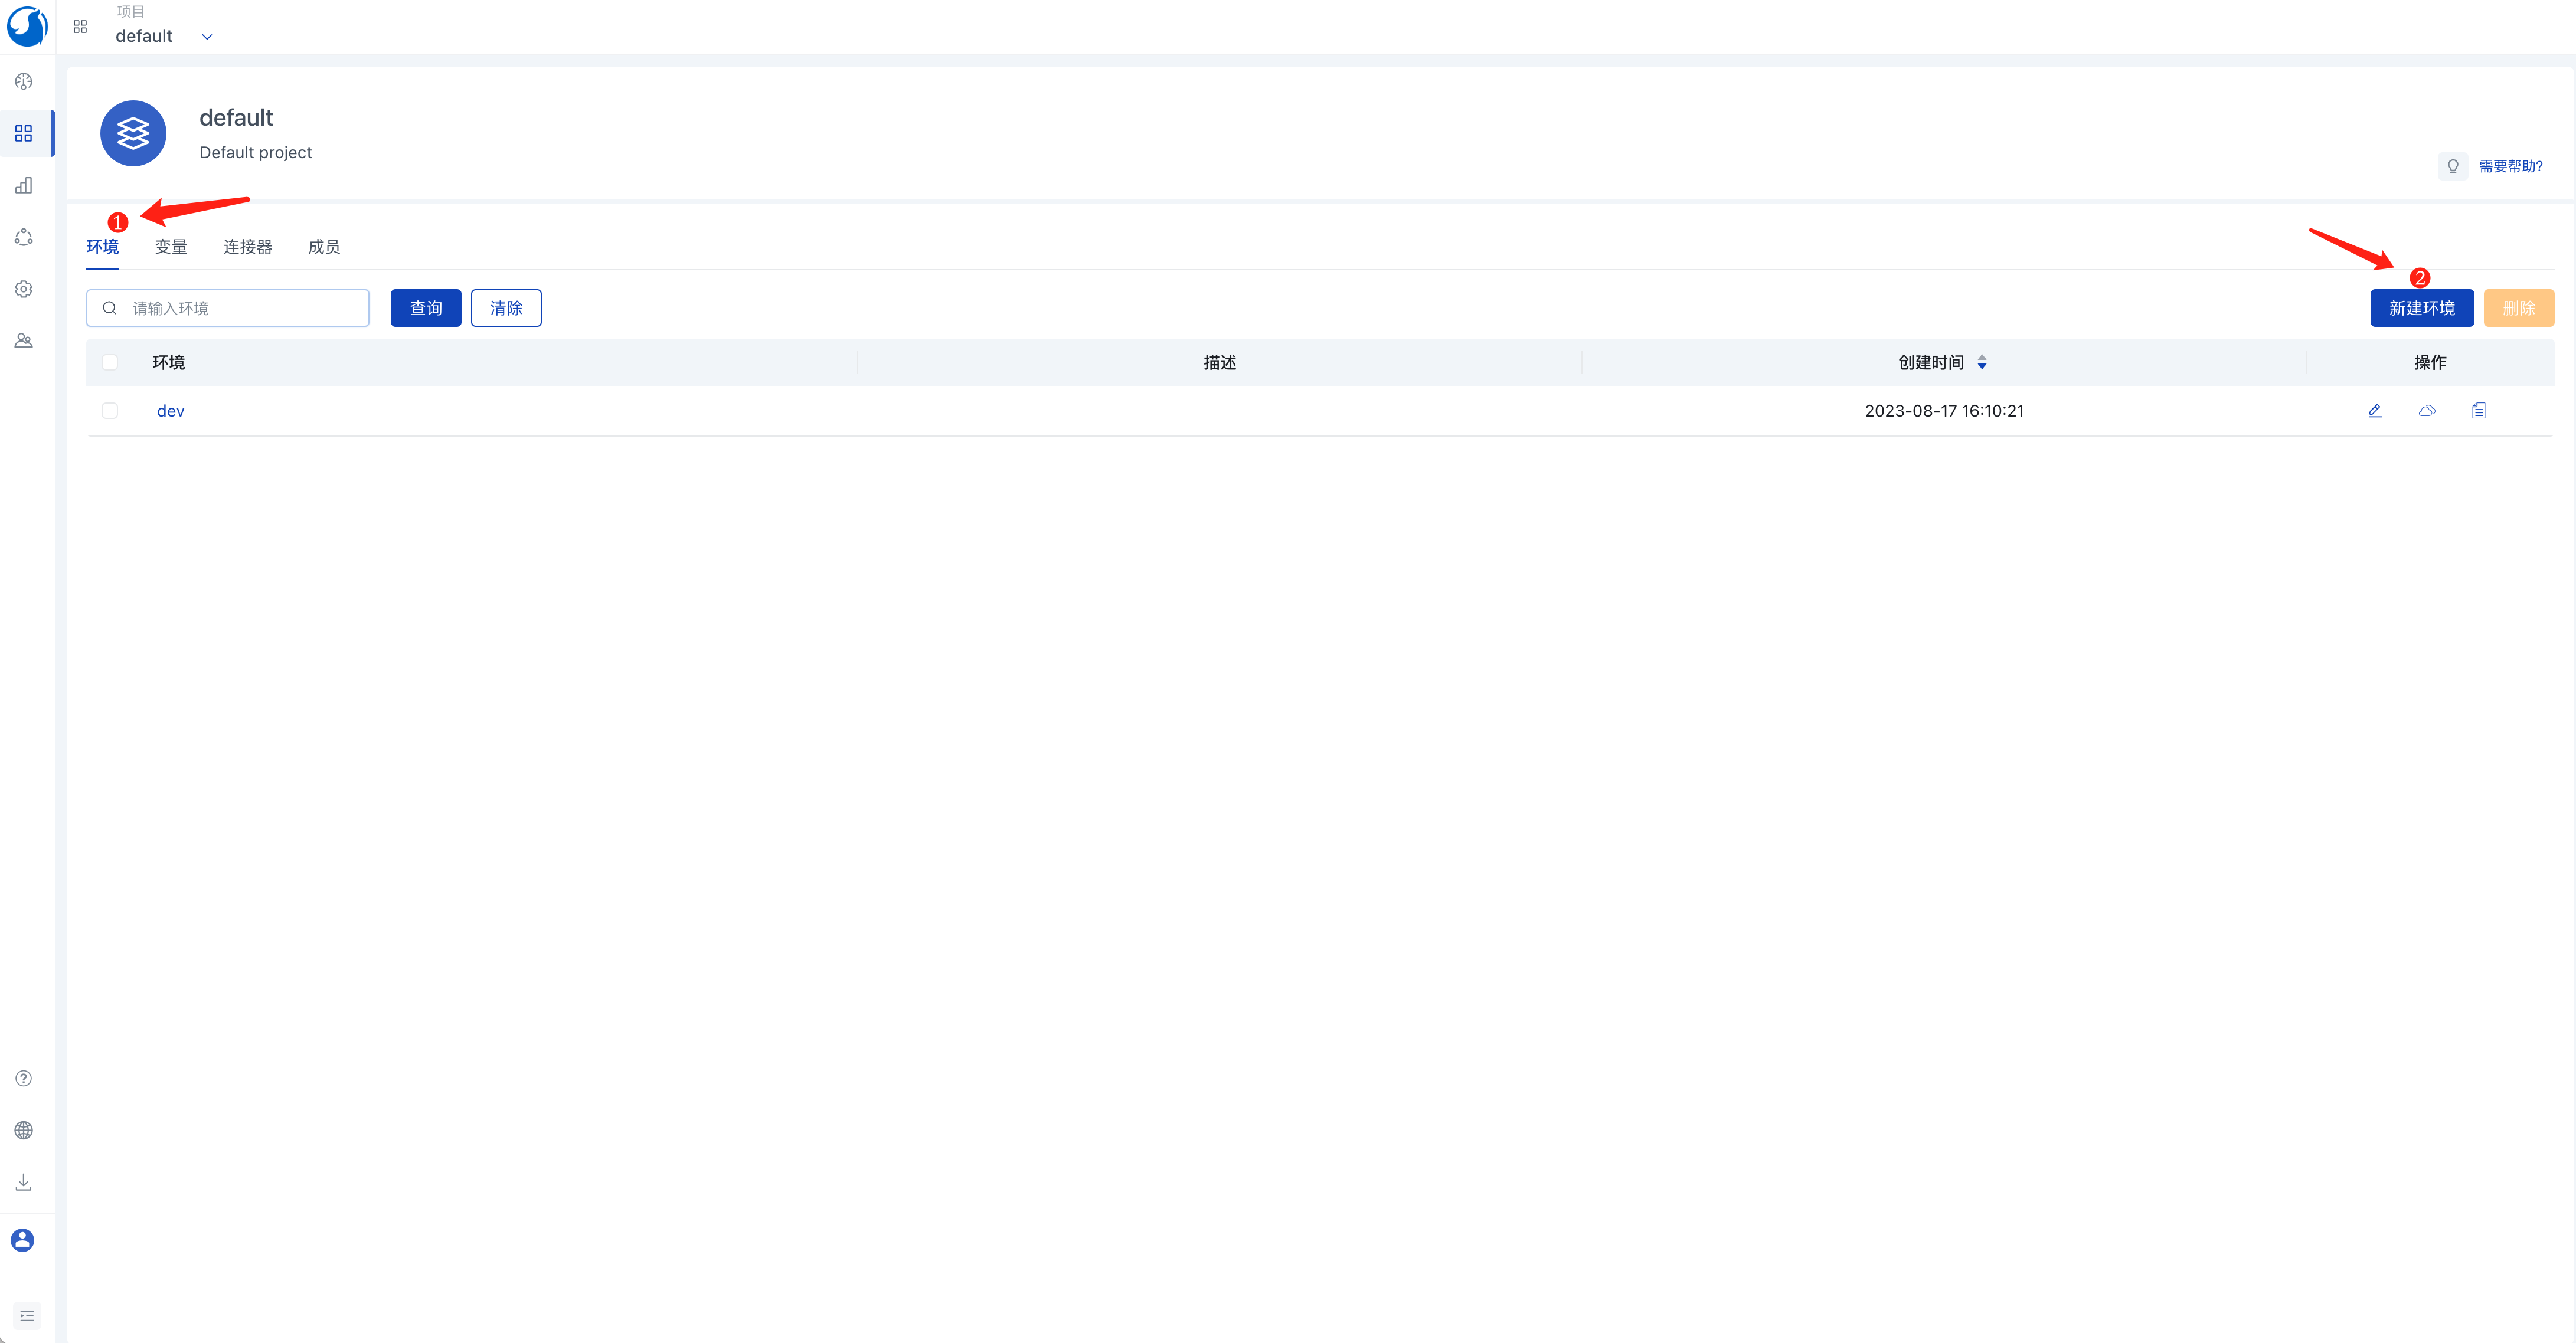 项目
default
default
Default project
需要帮助?
1
环境 变量 连接器 成员
2
请输入环境 查询 清除 新建环境 删除
环境 描述 创建时间 操作
dev 2023-08-17 16:10:21